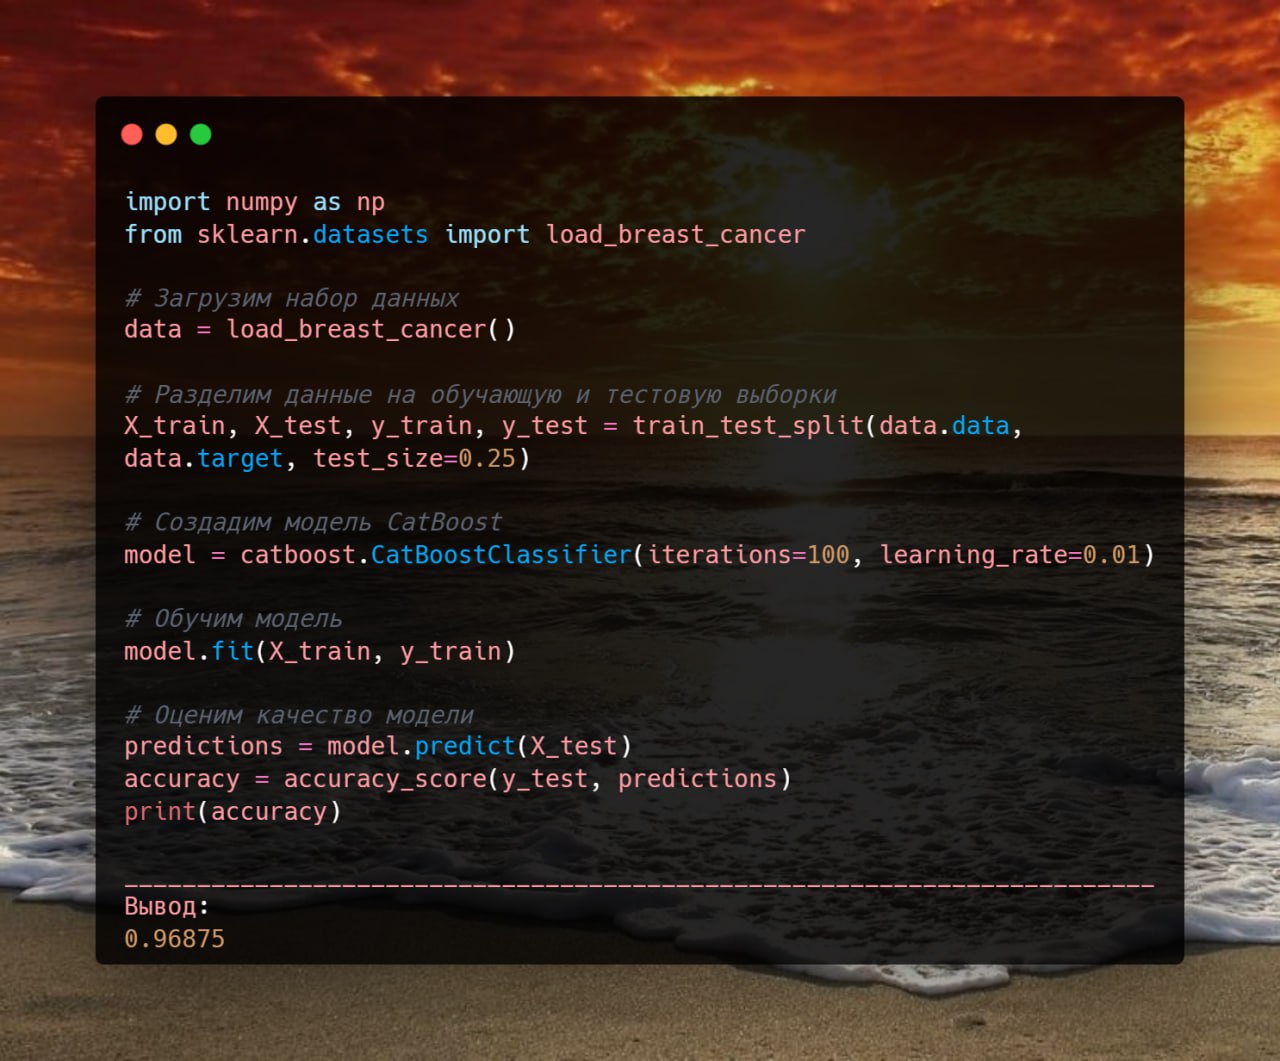 import numpy as np
from sklearn.datasets import load_breast_cancer
# Загрузим набор данных
data = load_breast_cancer()
# Разделим данные на обучающую и тестовую выборки
X_train, X_test, y_train, y_test = train_test_split(data.data,
data.target, test_size=0.25)
# Создадим модель CatBoost
model = catboost.CatBoostClassifier(iterations=100, learning_rate=0.01)
# Обучим модель
model.fit(X_train, y_train)
# Оценим качество модели
predictions = model.predict(X_test)
accuracy = accuracy_score(y_test, predictions)
print(accuracy)
_______________________________________________________________________
Вывод:
0.96875